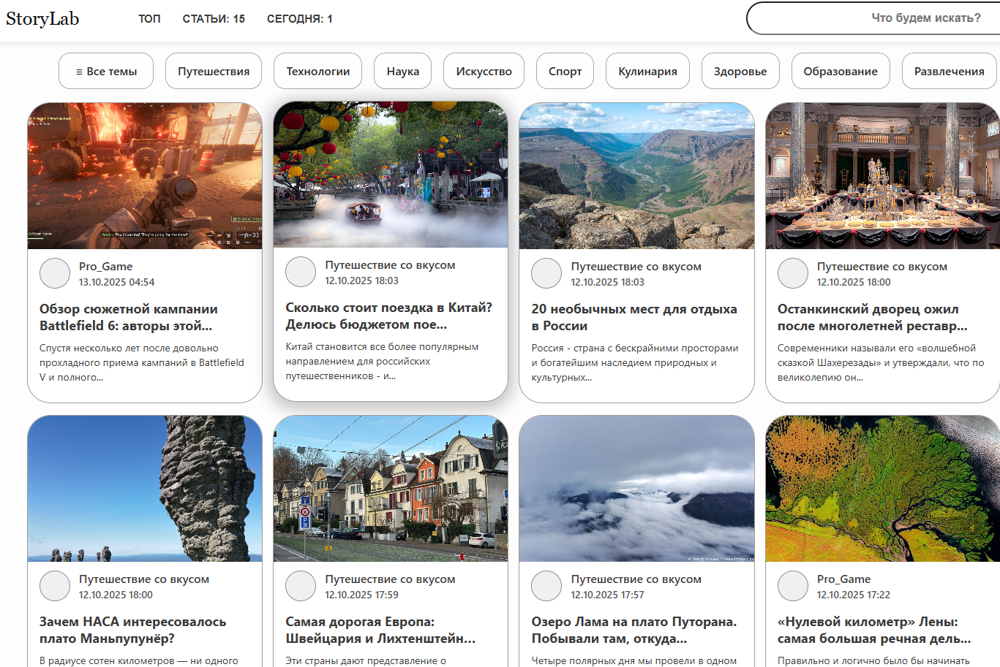 StoryLab
ТОП
СТАТЬИ: 15
СЕГОДНЯ: 1
Что будем искать?
≡ Все темы
Путешествия
Технологии
Наука
Искусство
Спорт
Кулинария
Здоровье
Образование
Развлечения
Pro_Game
13.10.2025 04:54
Обзор сюжетной кампании
Battlefield 6: авторы этой...
Спустя несколько лет после довольно
прохладного приема кампаний в Battlefield
V и полного...
Путешествие со вкусом
12.10.2025 18:03
Сколько стоит поездка в Китай?
Делюсь бюджетом пое...
Китай становится все более популярным
направлением для российских
путешественников - и...
Путешествие со вкусом
12.10.2025 18:03
20 необычных мест для отдыха
в России
Россия - страна с бескрайними просторами
и богатейшим наследием природных и
культурных...
Путешествие со вкусом
12.10.2025 18:00
Останкинский дворец ожил
после многолетней реставр...
Современники называли его «волшебной
сказкой Шахерезады» и утверждали, что по
великолепию он...
Путешествие со вкусом
12.10.2025 18:00
Зачем НАСА интересовалось
плато Маньпупунёр?
В радиусе сотен километров — ни одного
Путешествие со вкусом
12.10.2025 17:59
Самая дорогая Европа:
Швейцария и Лихтенштейн...
Эти страны дают представление о
Путешествие со вкусом
12.10.2025 17:57
Озеро Лама на плато Путорана.
Побывали там, откуда...
Четыре полярных дня мы провели в одном
Pro_Game
12.10.2025 17:22
«Нулевой километр» Лены:
самая большая речная дель...
Правильно и логично было бы начинать